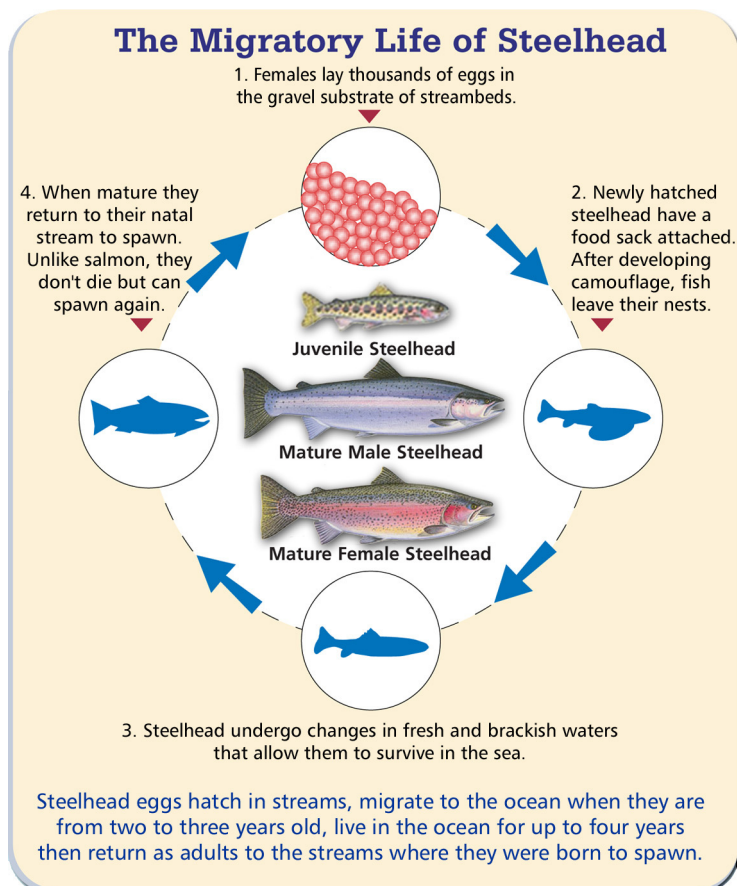 The Migratory Life of Steelhead
1. Females lay thousands of eggs in
the gravel substrate of streambeds.
2. Newly hatched
steelhead have a
food sack attached.
After developing
camouflage, fish
leave their nests.
3. Steelhead undergo changes in fresh and brackish waters
that allow them to survive in the sea.
4. When mature they
return to their natal
stream to spawn.
Unlike salmon, they
don't die but can
spawn again.
Juvenile Steelhead
Mature Male Steelhead
Mature Female Steelhead
Steelhead eggs hatch in streams, migrate to the ocean when they are
from two to three years old, live in the ocean for up to four years
then return as adults to the streams where they were born to spawn.